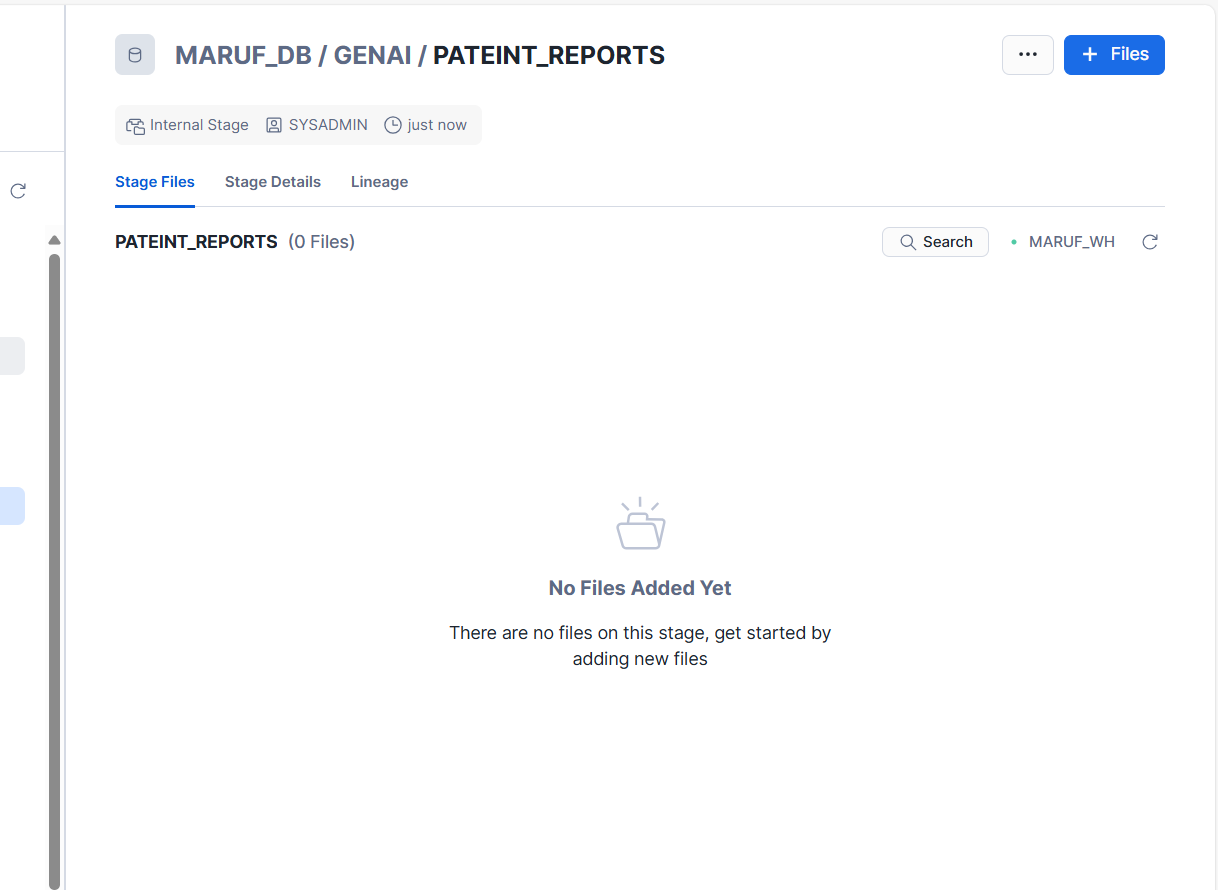 MARUF_DB / GENAI / PATEINT_REPORTS
... + Files
Internal Stage SYSADMIN just now
Stage Files Stage Details Lineage
PATEINT_REPORTS (0 Files) Search MARUF_WH
No Files Added Yet
There are no files on this stage, get started by
adding new files